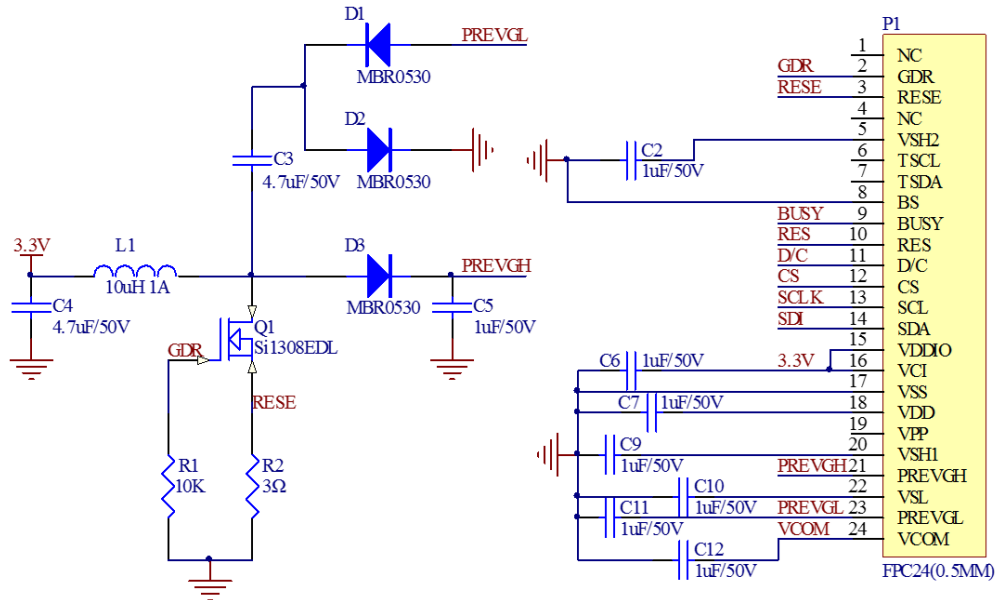 D1
PREVGL
MBR0530
D2
MBR0530
C3
4.7uF/50V
3.3V
L1
10uH 1A
D3
PREVGH
MBR0530
C4
4.7uF/50V
C5
1uF/50V
Q1
Si1308EDL
GDR
RESE
R1
10K
R2
3Ω
P1
1 NC
GDR 2 GDR
RESE 3 RESE
4 NC
5 VSH2
C2
1uF/50V
6 TSCL
7 TSDA
8 BS
BUSY 9 BUSY
RES 10 RES
D/C 11 D/C
CS 12 CS
SCLK 13 SCL
SDI 14 SDA
15 VDDIO
C6 1uF/50V 3.3V 16 VCI
17 VSS
C7 1uF/50V 18 VDD
19 VPP
C9 20 VSH1
1uF/50V
PREVGH 21 PREVGH
C10 22 VSL
1uF/50V
C11 PREVGL 23 PREVGL
1uF/50V
VCOM 24 VCOM
C12
1uF/50V
FPC24(0.5MM)